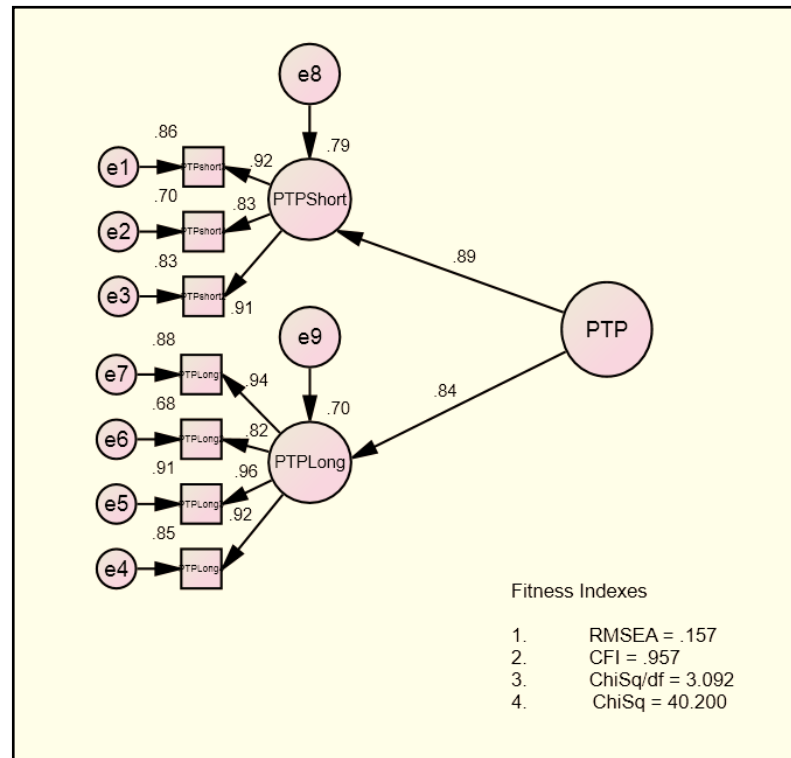 e8
.86
.79
e1
PTPshort
.92
PTPShort
.70
.83
e2
PTPshort
.89
.83
e3
PTPshort
.91
PTP
e9
.88
e7
PTPLong
.94
.84
.70
.68
e6
PTPLong
.82
PTPLong
.91
.96
e5
PTPLong
.92
.85
e4
PTPLong
Fitness Indexes
1. RMSEA = .157
2. CFI = .957
3. ChiSq/df = 3.092
4. ChiSq = 40.200